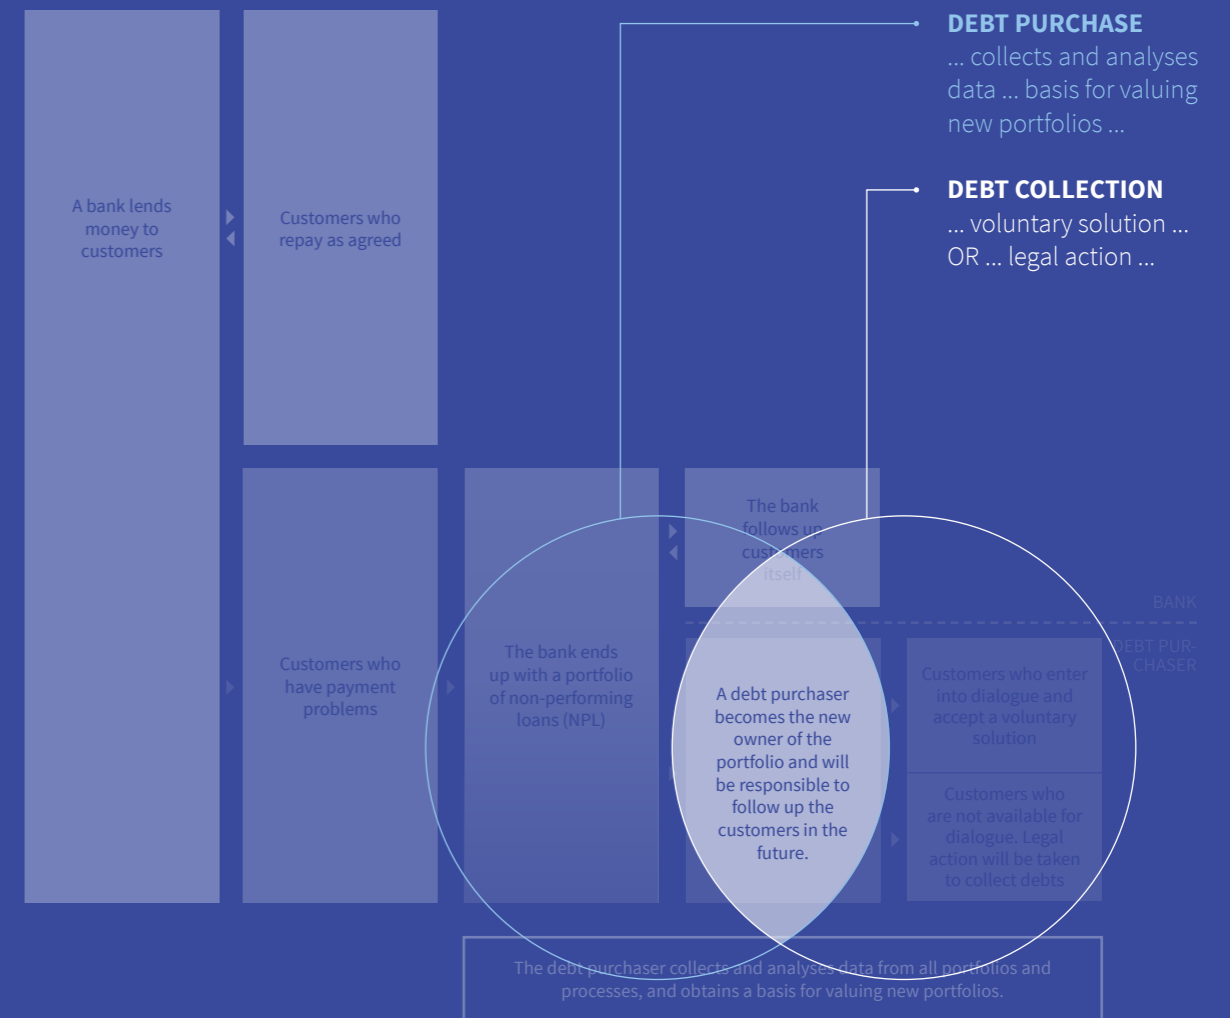 DEBT PURCHASE
... collects and analyses
data ... basis for valuing
new portfolios ...
DEBT COLLECTION
... voluntary solution ...
OR ... legal action ...
A bank lends
money to
customers
Customers who
repay as agreed
The bank
follows up
customers
itself
BANK
DEBT PUR-
CHASER
Customers who
have payment
problems
The bank ends
up with a portfolio
of non-performing
loans (NPL)
A debt purchaser
becomes the new
owner of the
portfolio and will
be responsible to
follow up the
customers in the
future.
Customers who enter
into dialogue and
accept a voluntary
solution
Customers who
are not available for
dialogue. Legal
action will be taken
to collect debts
The debt purchaser collects and analyses data from all portfolios and
processes, and obtains a basis for valuing new portfolios.